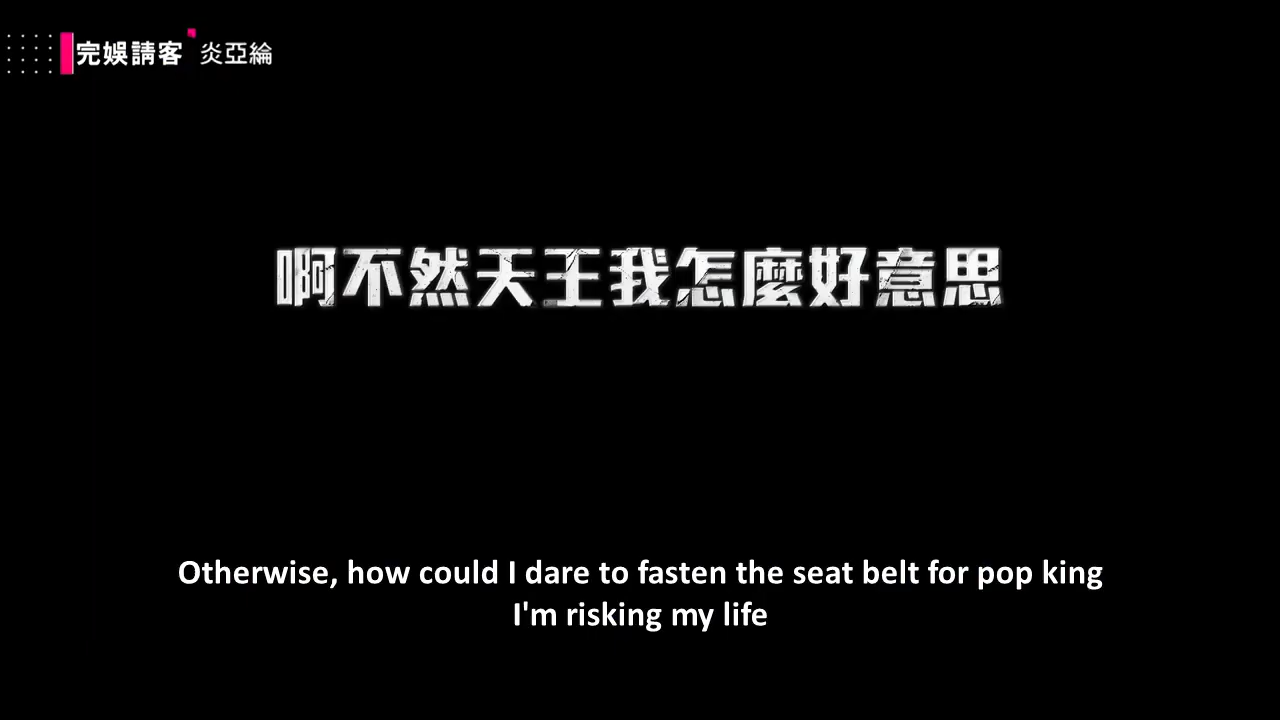 完娛請客 炎亞綸
啊不然天王我怎麼好意思
Otherwise, how could I dare to fasten the seat belt for pop king
I'm risking my life